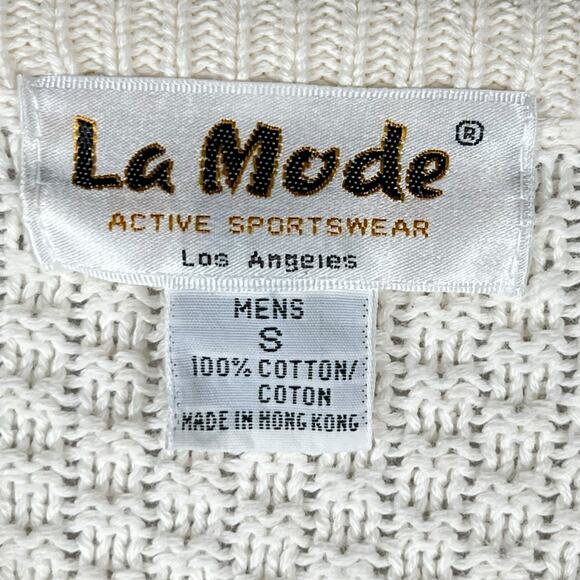 La Mode ®
ACTIVE SPORTSWEAR
Los Angeles
MENS
S
100% COTTON/
COTON
MADE IN HONG KONG